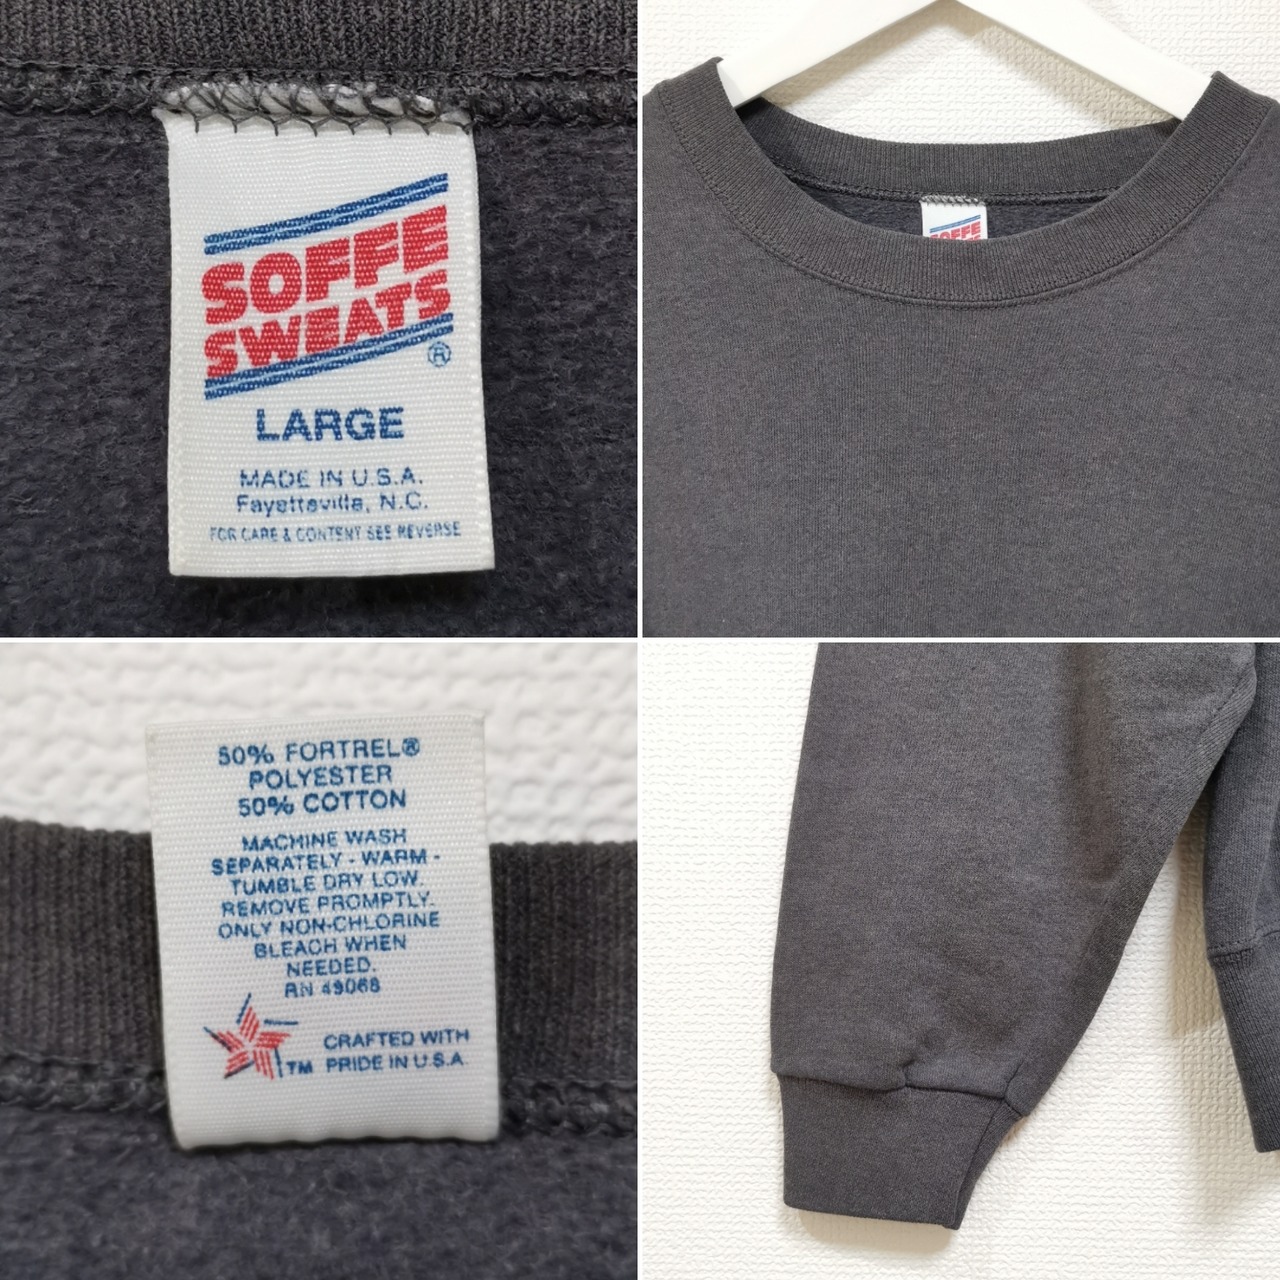 SOFFE
SWEATS
®
LARGE
MADE IN U.S.A.
Fayetteville, N.C.
FOR CARE & CONTENT SEE REVERSE
SOFFE
50% FORTREL®
POLYESTER
50% COTTON
MACHINE WASH
SEPARATELY - WARM -
TUMBLE DRY LOW.
REMOVE PROMPTLY.
ONLY NON-CHLORINE
BLEACH WHEN
NEEDED.
RN 49068
CRAFTED WITH
TM PRIDE IN U.S.A.